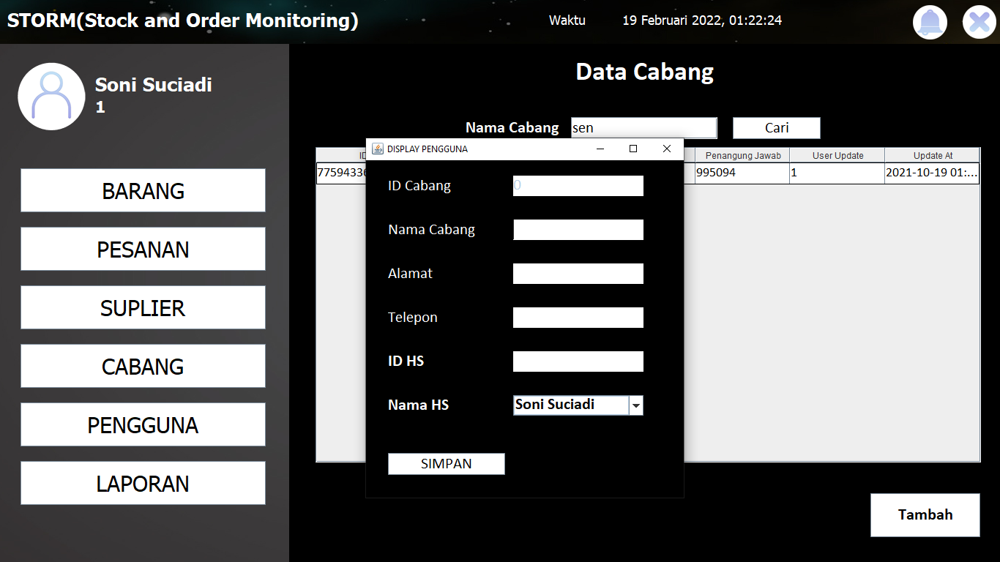 STORM(Stock and Order Monitoring)
Waktu 19 Februari 2022, 01:22:24
Soni Suciadi
1
BARANG
PESANAN
SUPLIER
CABANG
PENGGUNA
LAPORAN
Data Cabang
Nama Cabang sen Cari
Penangung Jawab User Update Update At
995094 1 2021-10-19 01:...
DISPLAY PENGGUNA
ID Cabang 0
Nama Cabang
Alamat
Telepon
ID HS
Nama HS Soni Suciadi
SIMPAN
Tambah